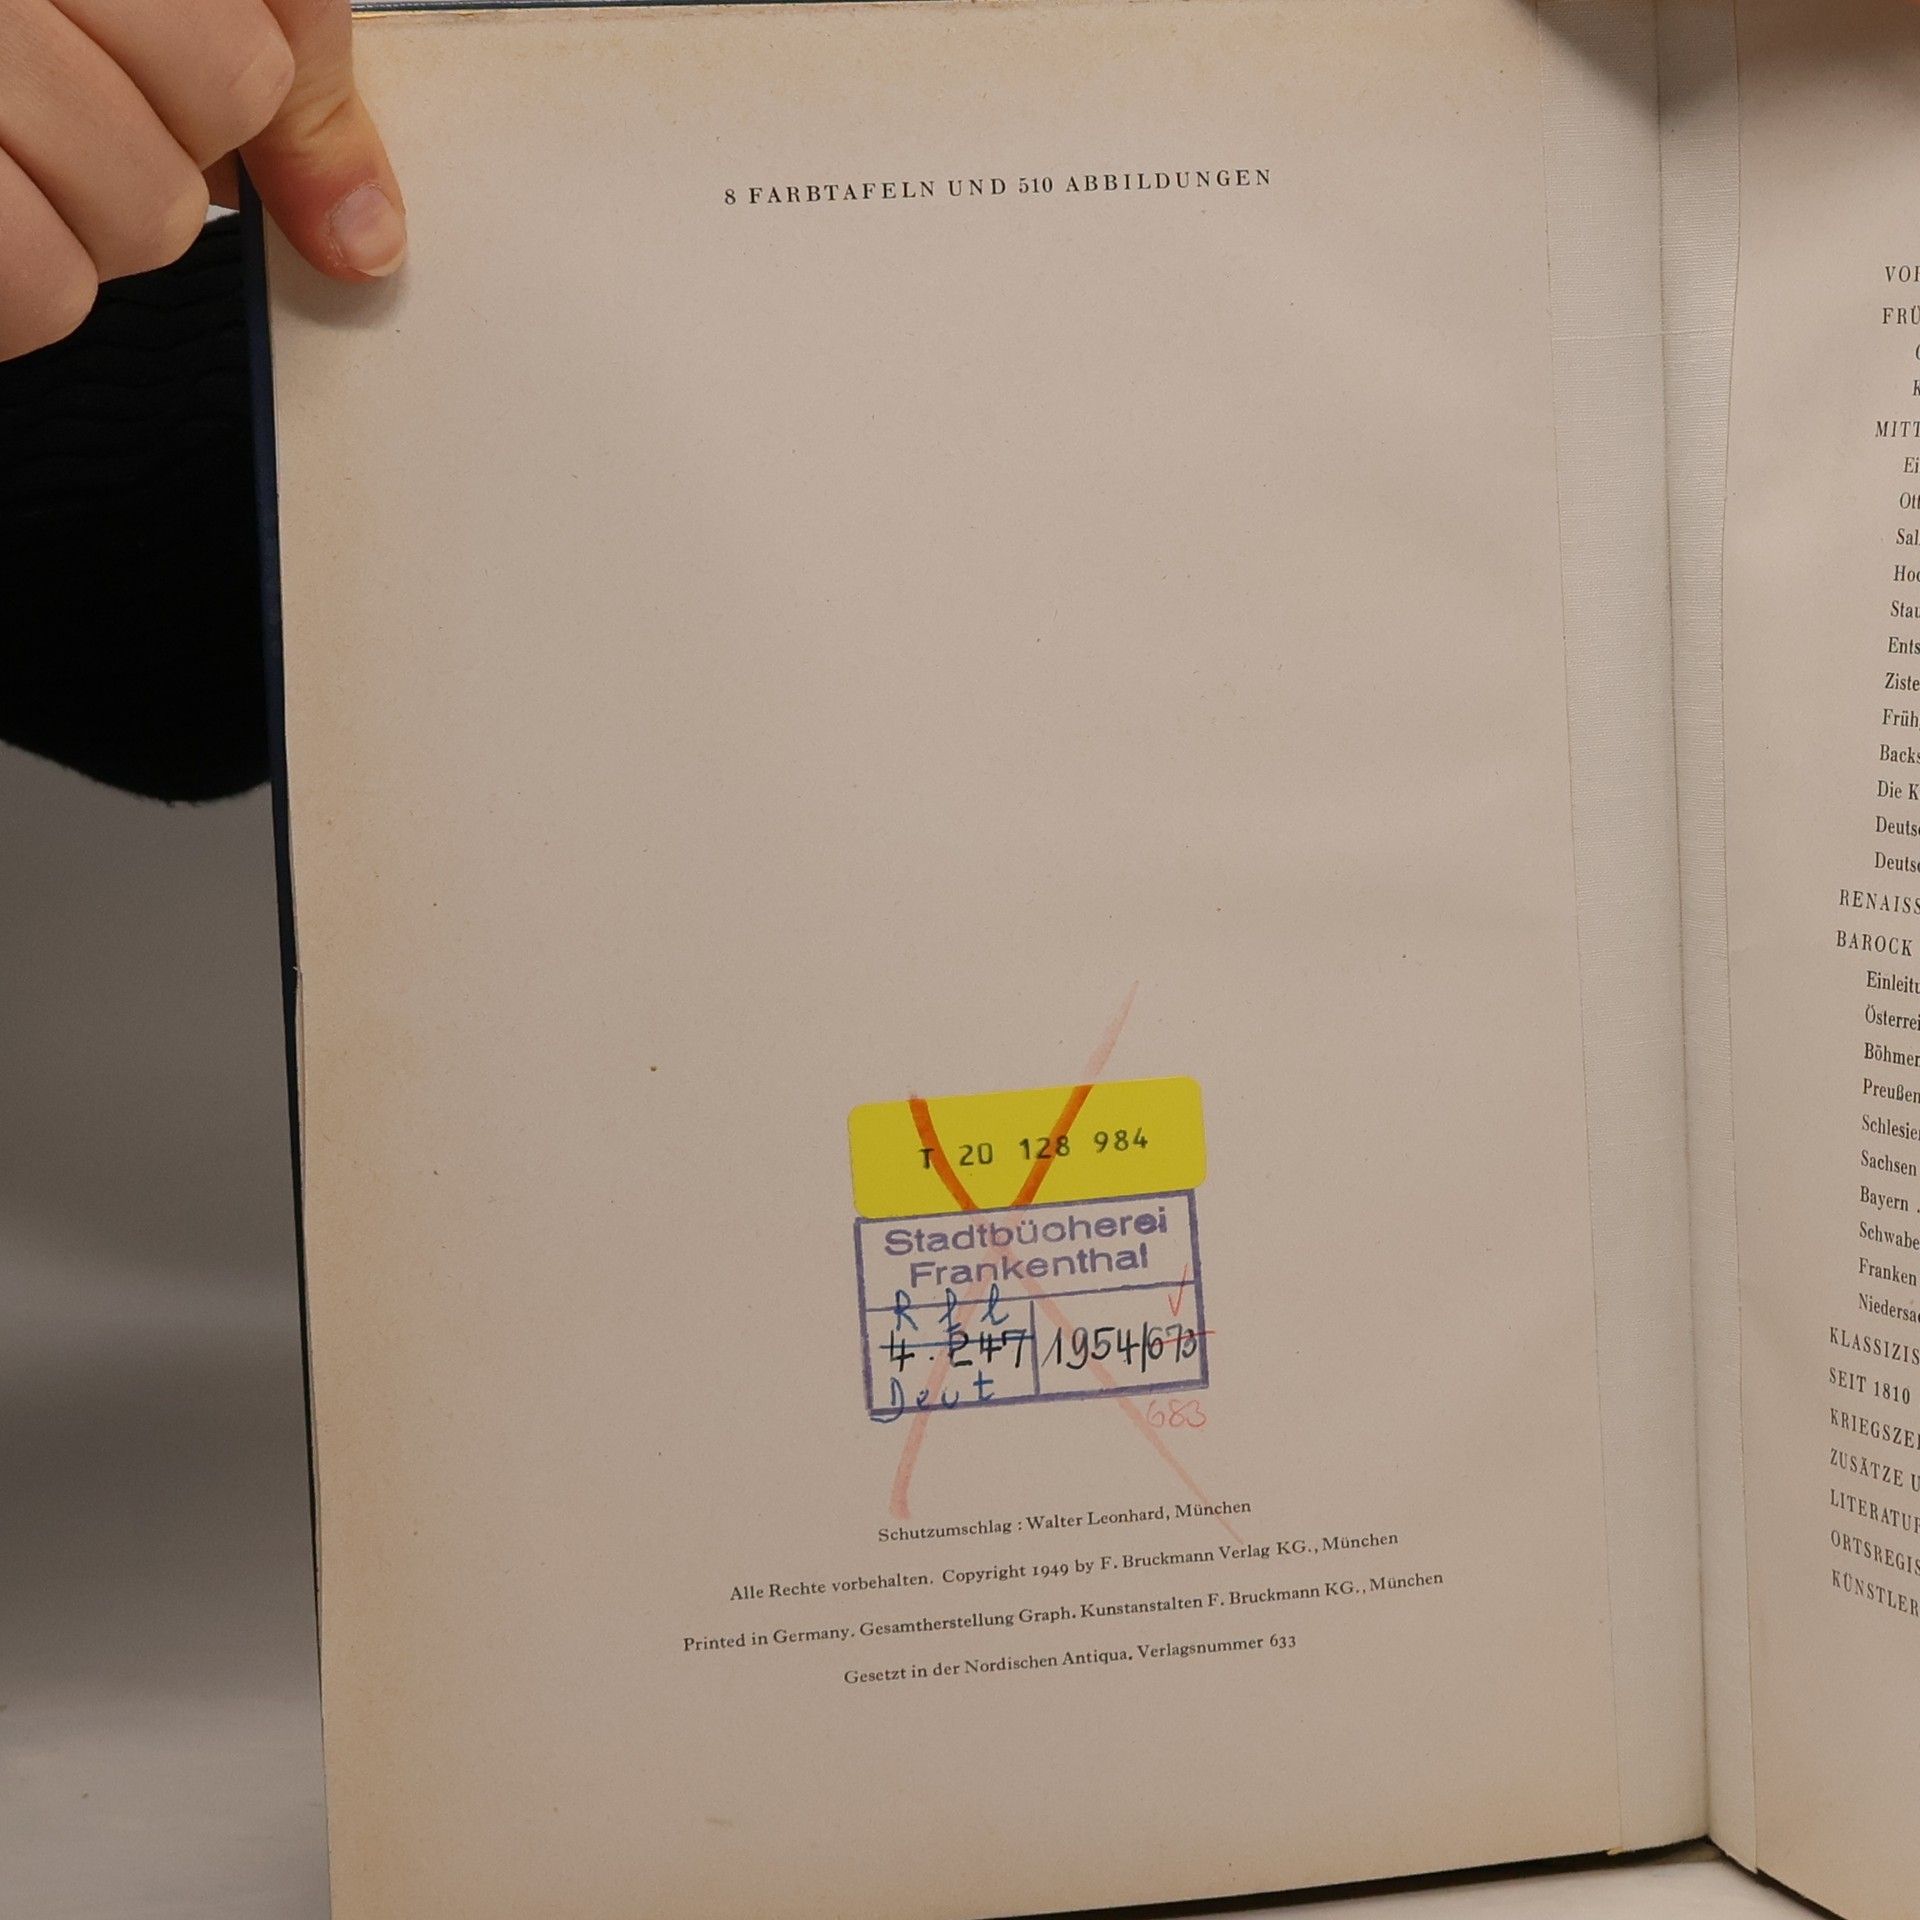 8 FARBTAFELN UND 510 ABBILDUNGEN
T 20 128 984
Stadtbücherei
Frankenthal
R l l
4. 247
Deut
1954/673
683
Schutzumschlag : Walter Leonhard, München
Alle Rechte vorbehalten. Copyright 1949 by F. Bruckmann Verlag KG., München
Printed in Germany. Gesamtherstellung Graph. Kunstanstalten F. Bruckmann KG., München
Gesetzt in der Nordischen Antiqua. Verlagsnummer 633
BAROCK
Sachsen
Bayern .
Franken
SEIT 1810
Die K